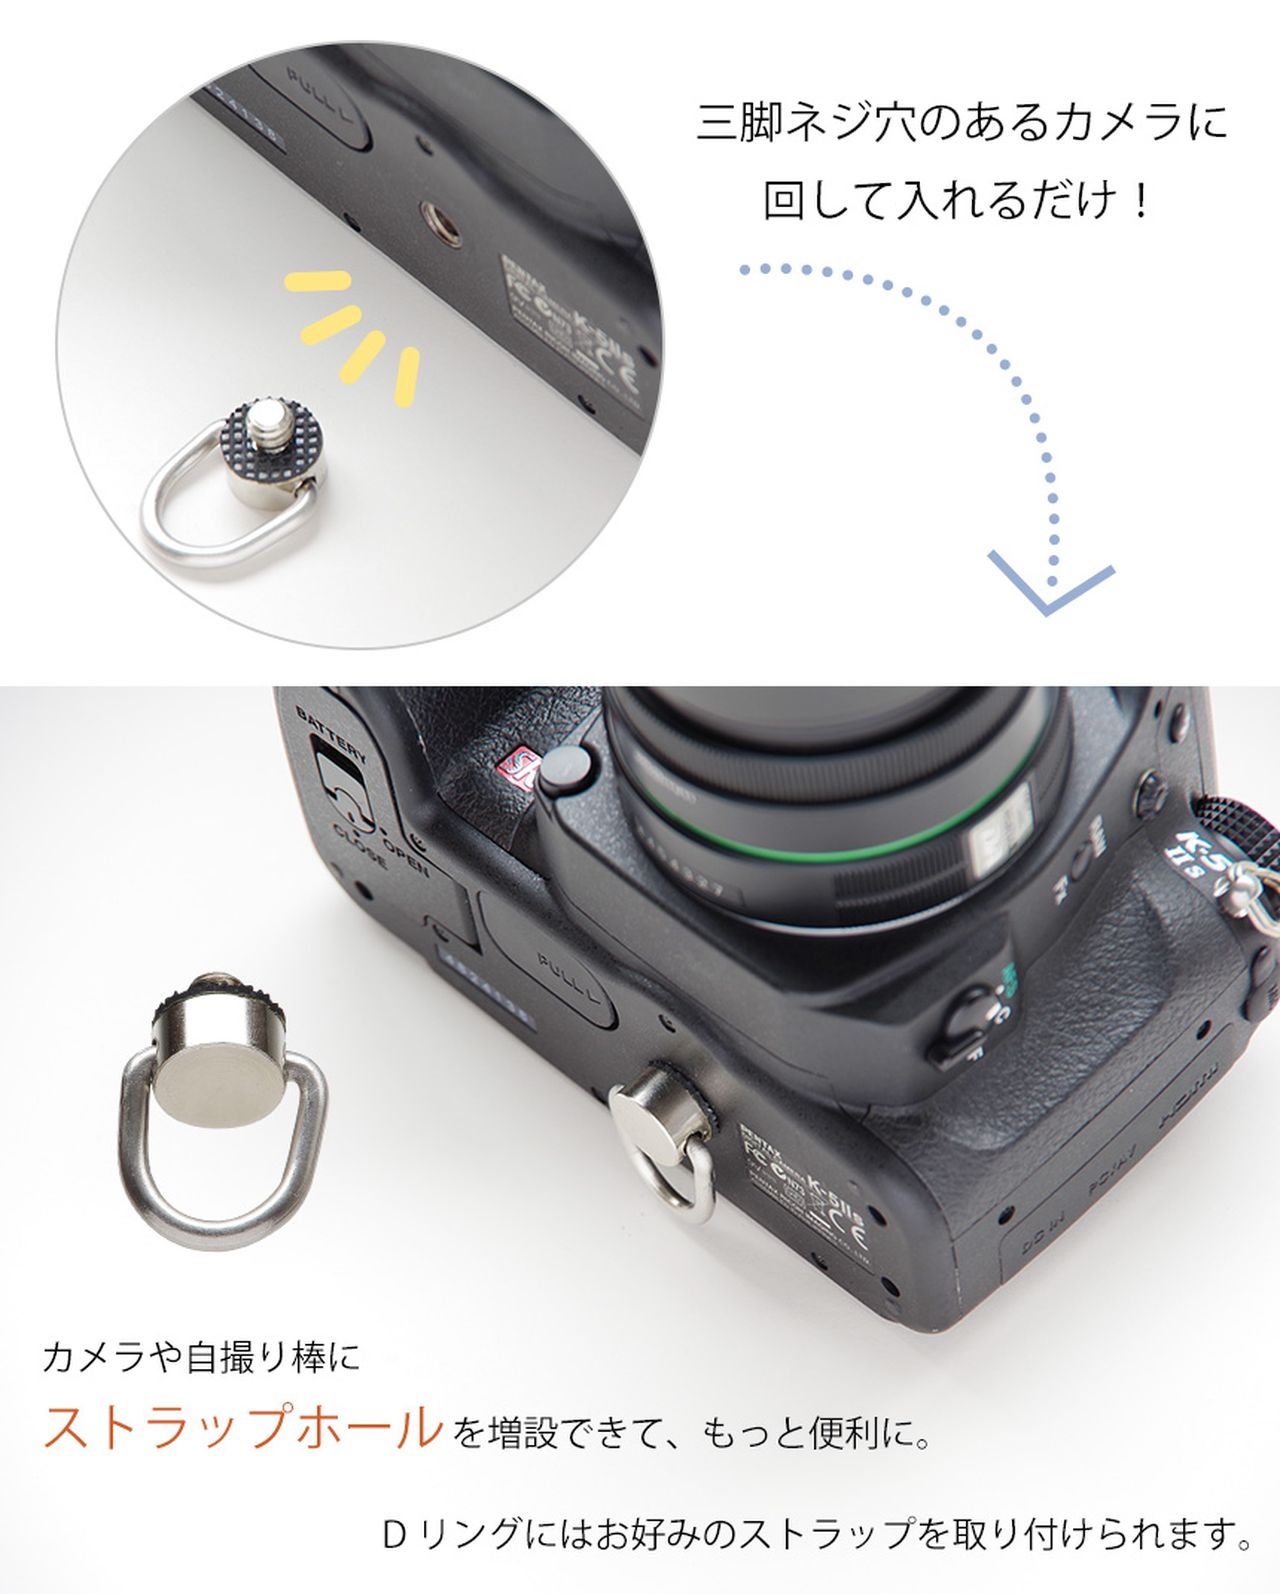 三脚ネジ穴のあるカメラに
回して入れるだけ！
PULL L
PENTAX
K-5IIs
BATTERY
CLOSE
OPEN
PULL L
K-5
II s
C
F
PENTAX
K-5IIs
カメラや自撮り棒に
ストラップホールを増設できて、もっと便利に。
D リングにはお好みのストラップを取り付けられます。